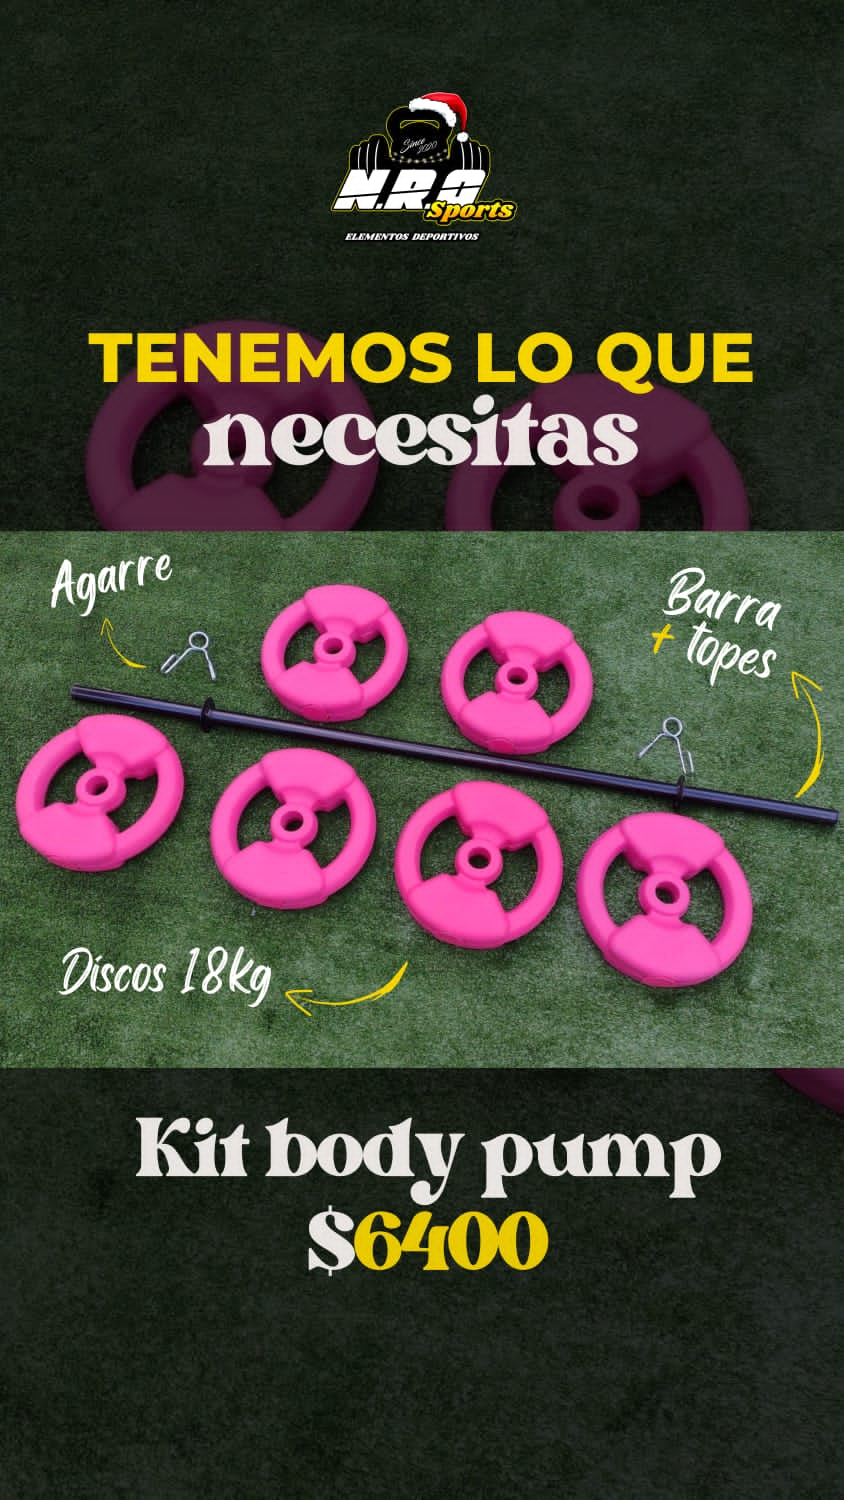 Since 2020
N.R.G
Sports
ELEMENTOS DEPORTIVOS
TENEMOS LO QUE
necesitas
Agarre
Barra
+ topes
Discos 18kg
Kit body pump
$6400